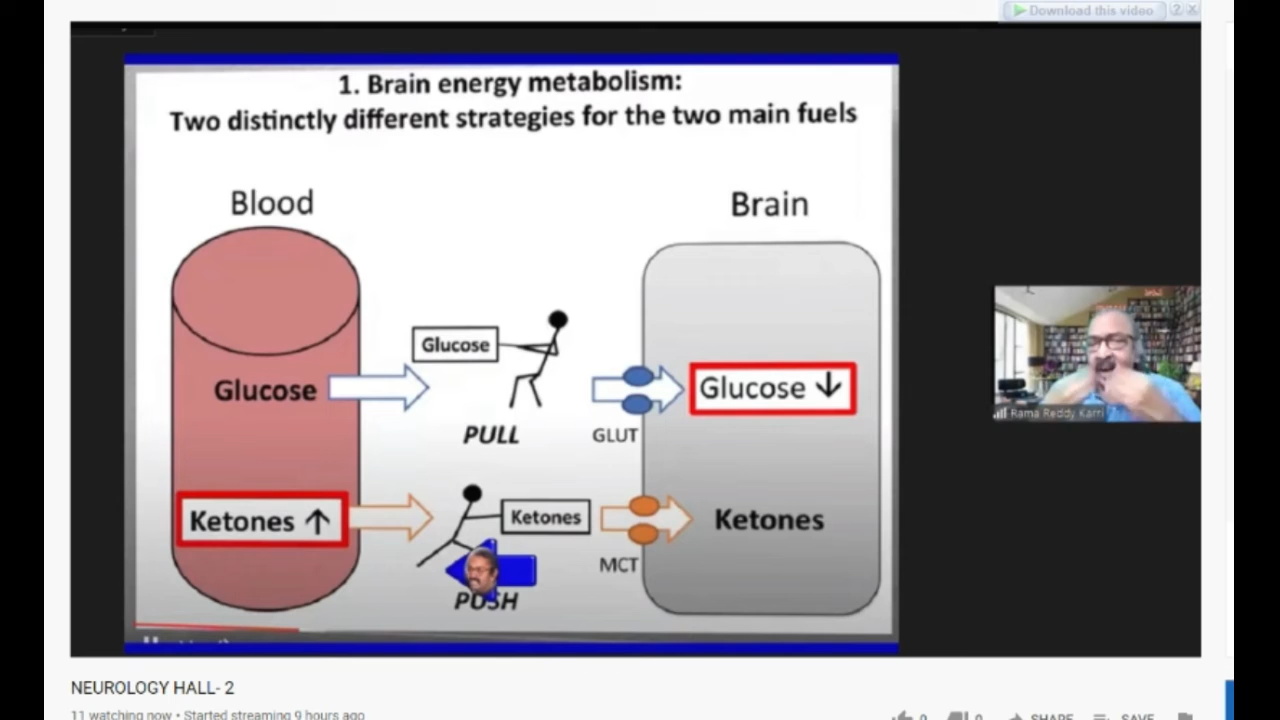 Download this video ? X
1. Brain energy metabolism:
Two distinctly different strategies for the two main fuels
Blood
Brain
Glucose
Glucose
Glucose ↓
PULL
GLUT
Ketones ↑
Ketones
Ketones
MCT
PUSH
Rama Reddy Karri
NEUROLOGY HALL- 2
11 watching now • Started streaming 9 hours ago
0 0 SHARE SAVE